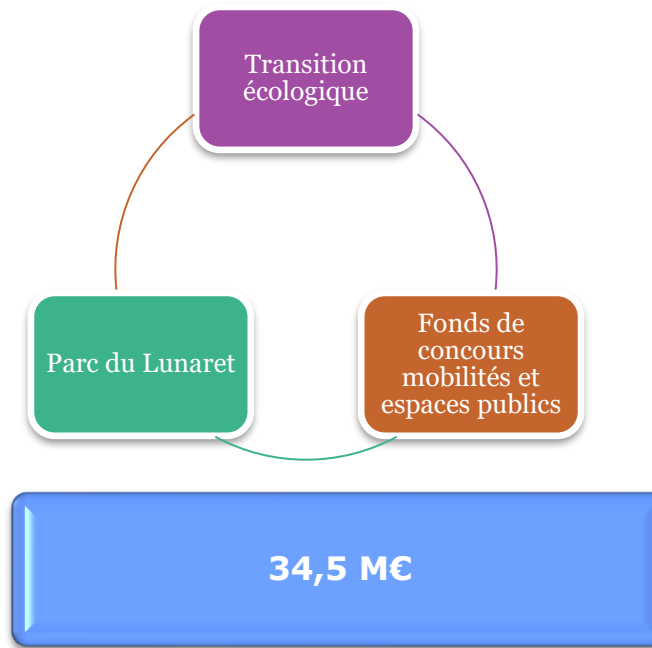 Transition
écologique
Parc du Lunaret
Fonds de
concours
mobilités et
espaces publics
34,5 M€